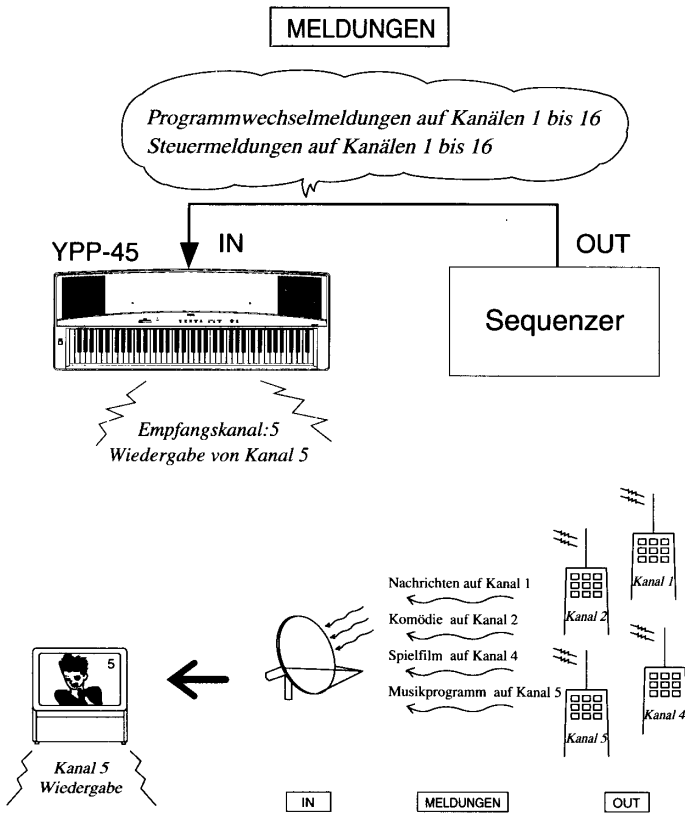 MELDUNGEN
Programmwechselmeldungen auf Kanälen 1 bis 16
Steuermeldungen auf Kanälen 1 bis 16
YPP-45
IN
OUT
Sequenzer
Empfangskanal:5
Wiedergabe von Kanal 5
Nachrichten auf Kanal 1
Komödie auf Kanal 2
Spielfilm auf Kanal 4
Musikprogramm auf Kanal 5
Kanal 1
Kanal 2
Kanal 4
Kanal 5
5
Kanal 5
Wiedergabe
IN
MELDUNGEN
OUT